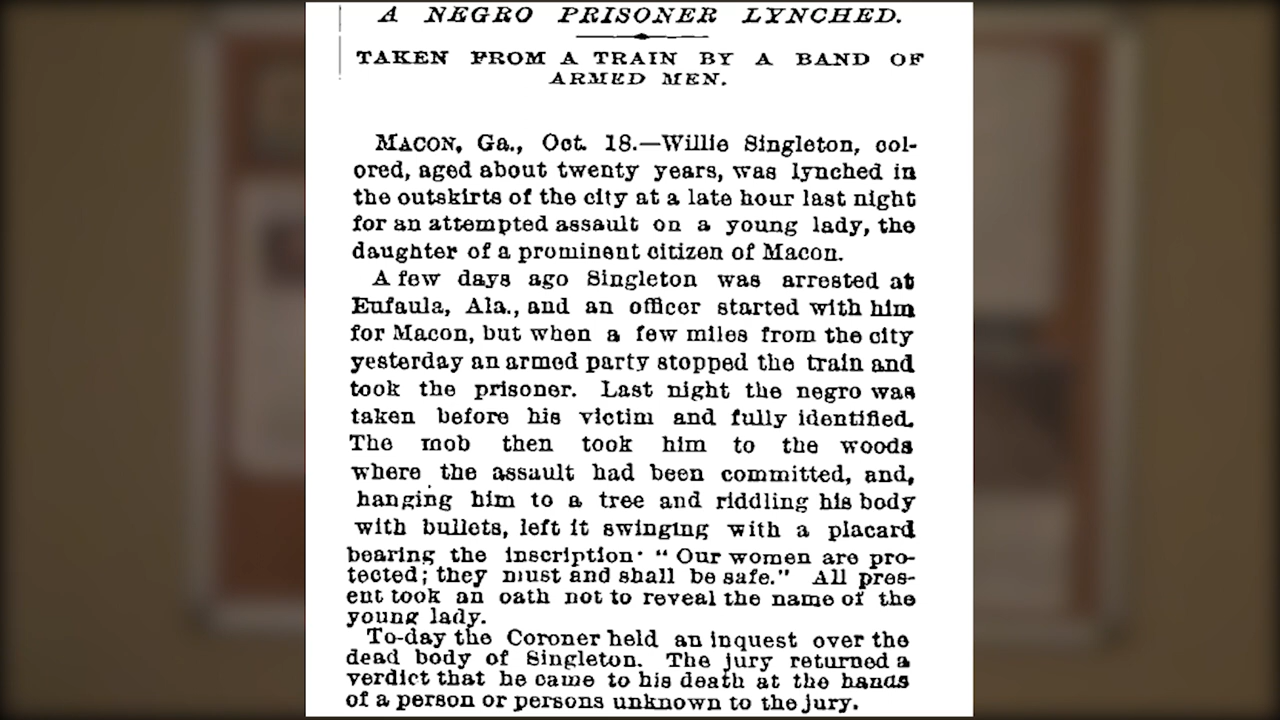 A NEGRO PRISONER LYNCHED.
TAKEN FROM A TRAIN BY A BAND OF
ARMED MEN.
MACON, Ga., Oct. 18.—Willie Singleton, col-
ored, aged about twenty years, was lynched in
the outskirts of the city at a late hour last night
for an attempted assault on a young lady, the
daughter of a prominent citizen of Macon.
A few days ago Singleton was arrested at
Eufaula, Ala., and an officer started with him
for Macon, but when a few miles from the city
yesterday an armed party stopped the train and
took the prisoner. Last night the negro was
taken before his victim and fully identified.
The mob then took him to the woods
where the assault had been committed, and,
hanging him to a tree and riddling his body
with bullets, left it swinging with a placard
bearing the inscription: "Our women are pro-
tected; they must and shall be safe." All pres-
ent took an oath not to reveal the name of the
young lady.
To-day the Coroner held an inquest over the
dead body of Singleton. The jury returned a
verdict that he came to his death at the hands
of a person or persons unknown to the jury.